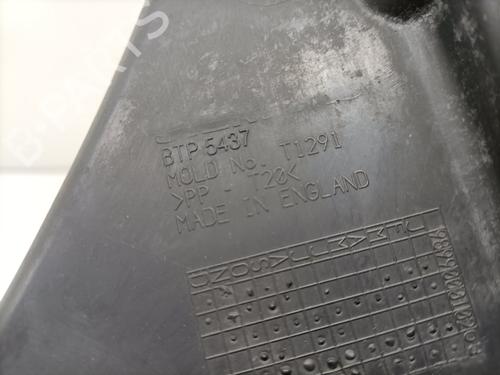 BTP 5437
MOLD No. T1291
>PP - T20<
MADE IN ENGLAND
J F M A M J J A S O N D